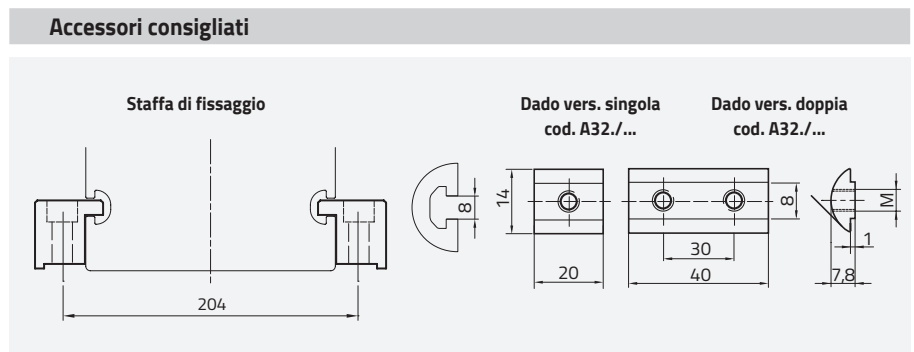 Accessori consigliati
Staffa di fissaggio
Dado vers. singola
cod. A32./...
Dado vers. doppia
cod. A32./...
204
8
14
20
30
40
8
M
1
7,8